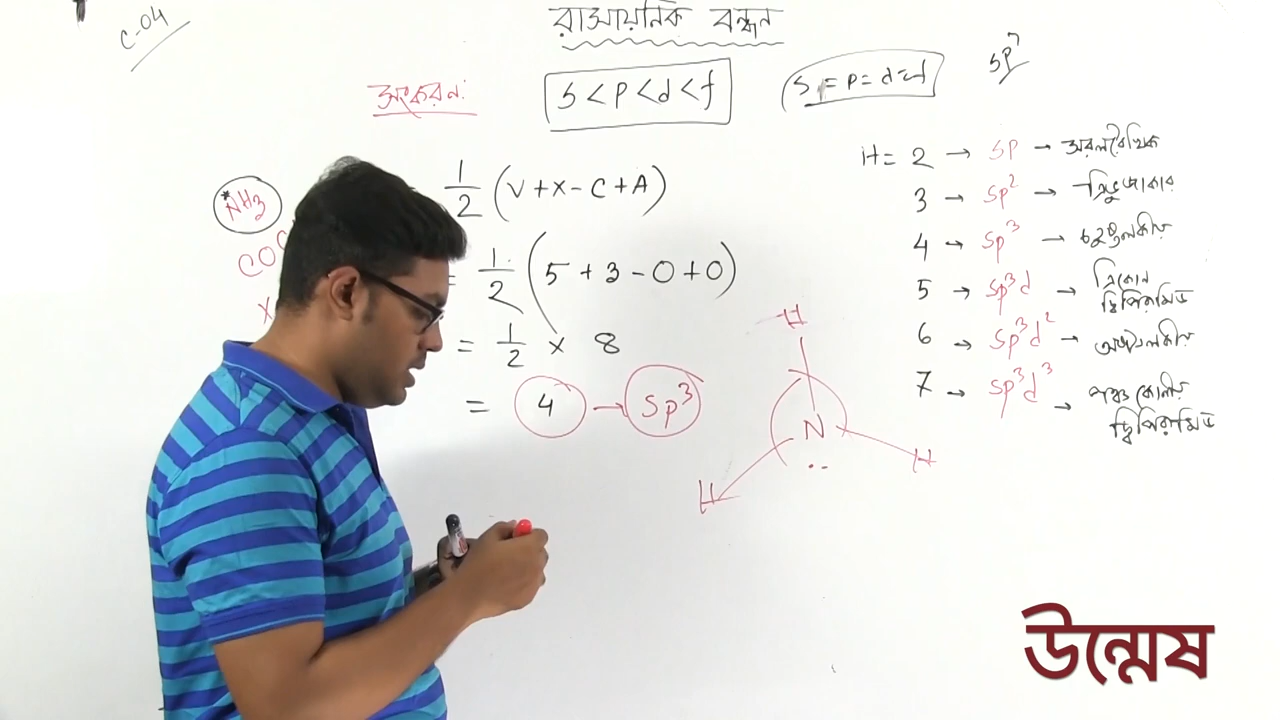 রাসায়নিক বন্ধন
C-04
সংকরন:
s < p < d < f
s = p = d = f
sp³
*NH₃
½ (V + X - C + A)
= ½ (5 + 3 - 0 + 0)
= ½ × 8
= 4 → sp³
COC
X
H
N
··
H
H
H = 2 → sp → সরলরৈখিক
3 → sp² → ত্রিভুজাকার
4 → sp³ → চতুস্তলকীয়
5 → sp³d → ত্রিকোন দ্বিপিরামিড
6 → sp³d² → অষ্টতলকীয়
7 → sp³d³ → পঞ্চকোনীয় দ্বিপিরামিড
উন্মেষ